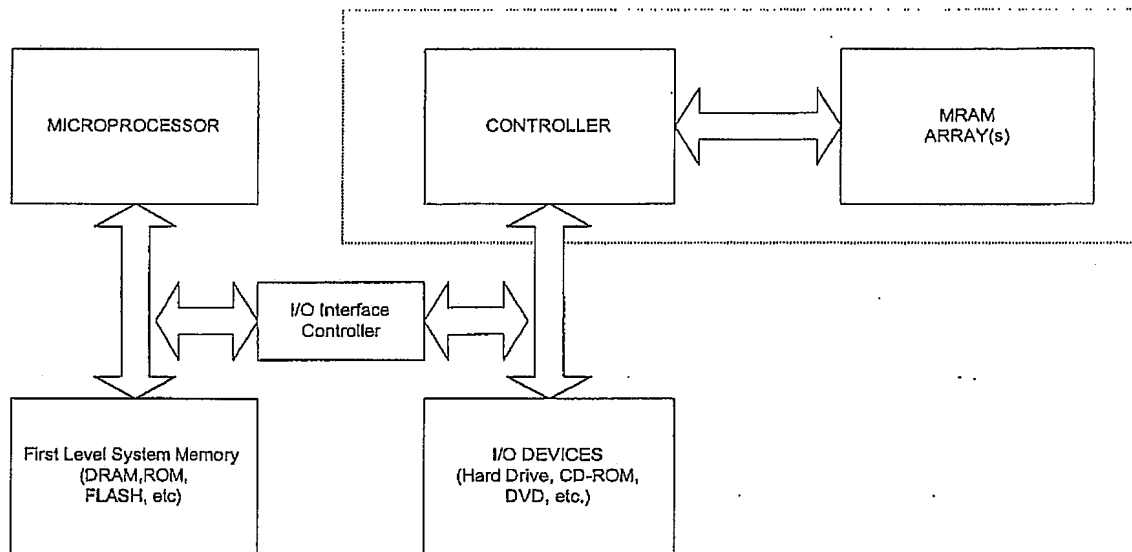 MICROPROCESSOR
CONTROLLER
MRAM
ARRAY(s)
I/O Interface
Controller
First Level System Memory
(DRAM,ROM,
FLASH, etc)
I/O DEVICES
(Hard Drive, CD-ROM,
DVD, etc.)